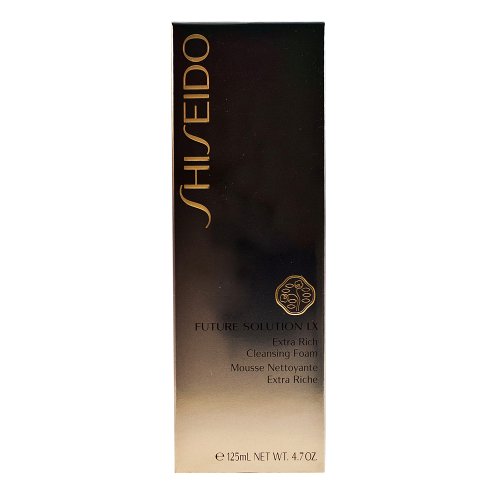 SHISEIDO
FUTURE SOLUTION LX
Extra Rich
Cleansing Foam
Mousse Nettoyante
Extra Riche
℮ 125mL NET WT. 4.7 OZ.